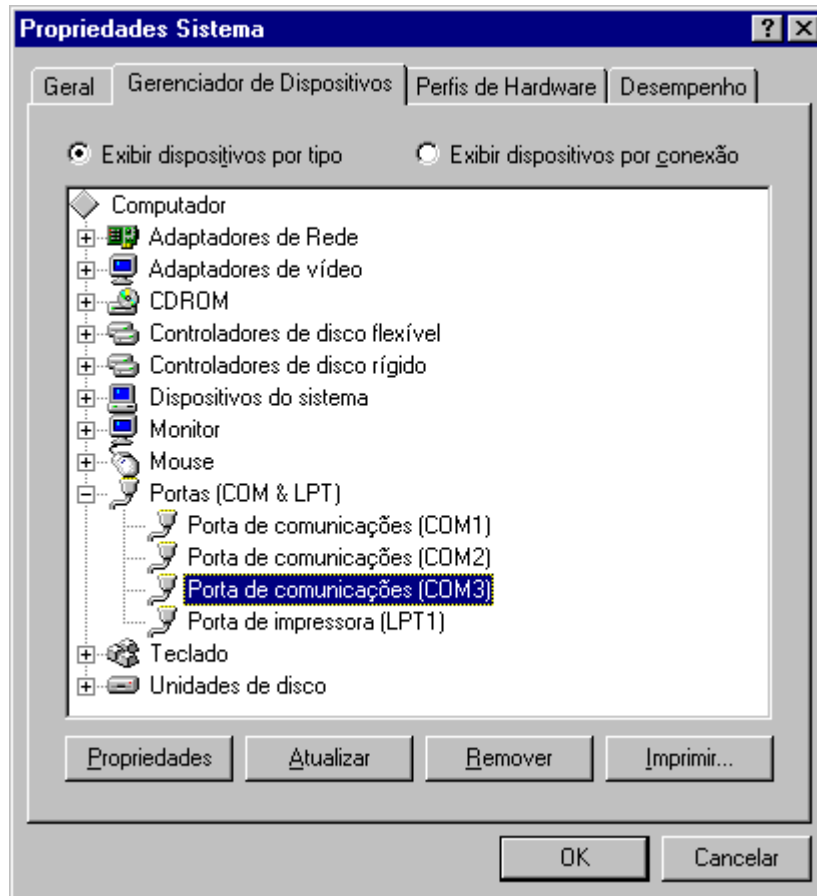 Propriedades Sistema
Geral Gerenciador de Dispositivos Perfis de Hardware Desempenho
Exibir dispositivos por tipo Exibir dispositivos por conexão
Computador
Adaptadores de Rede
Adaptadores de vídeo
CDROM
Controladores de disco flexível
Controladores de disco rígido
Dispositivos do sistema
Monitor
Mouse
Portas (COM & LPT)
Porta de comunicações (COM1)
Porta de comunicações (COM2)
Porta de comunicações (COM3)
Porta de impressora (LPT1)
Teclado
Unidades de disco
Propriedades Atualizar Remover Imprimir...
OK Cancelar